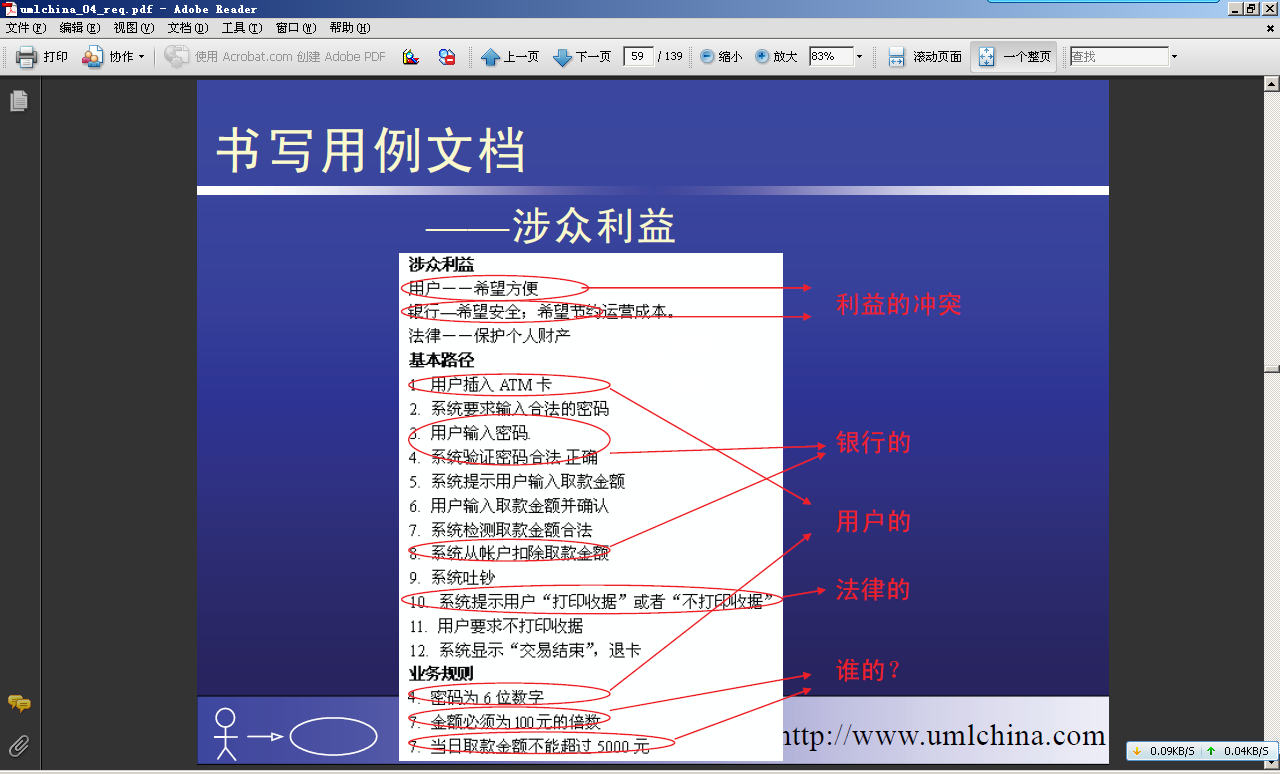 umlchina_04_req.pdf - Adobe Reader
文件(F) 编辑(E) 视图(V) 文档(D) 工具(T) 窗口(W) 帮助(H)
打印 协作 使用 Acrobat.com 创建 Adobe PDF 上一页 下一页 59 / 139 缩小 放大 83% 滚动页面 一个整页 查找
书写用例文档
——涉众利益
涉众利益
用户——希望方便
银行—希望安全；希望节约运营成本。
法律——保护个人财产
利益的冲突
基本路径
1. 用户插入 ATM 卡
2. 系统要求输入合法的密码
3. 用户输入密码.
4. 系统验证密码合法 正确
5. 系统提示用户输入取款金额
6. 用户输入取款金额并确认
7. 系统检测取款金额合法
8. 系统从帐户扣除取款金额
9. 系统吐钞
10. 系统提示用户“打印收据”或者“不打印收据”
11. 用户要求不打印收据
12. 系统显示“交易结束”，退卡
银行的
用户的
法律的
谁的？
业务规则
4. 密码为 6 位数字
7. 金额必须为 100 元的倍数
7. 当日取款金额不能超过 5000 元
http://www.umlchina.com
0.09KB/S 0.04KB/S